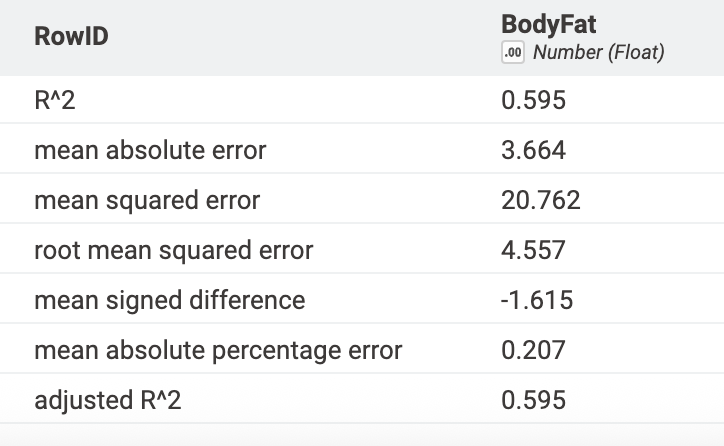 RowID BodyFat
.00 Number (Float)
R^2 0.595
mean absolute error 3.664
mean squared error 20.762
root mean squared error 4.557
mean signed difference -1.615
mean absolute percentage error 0.207
adjusted R^2 0.595